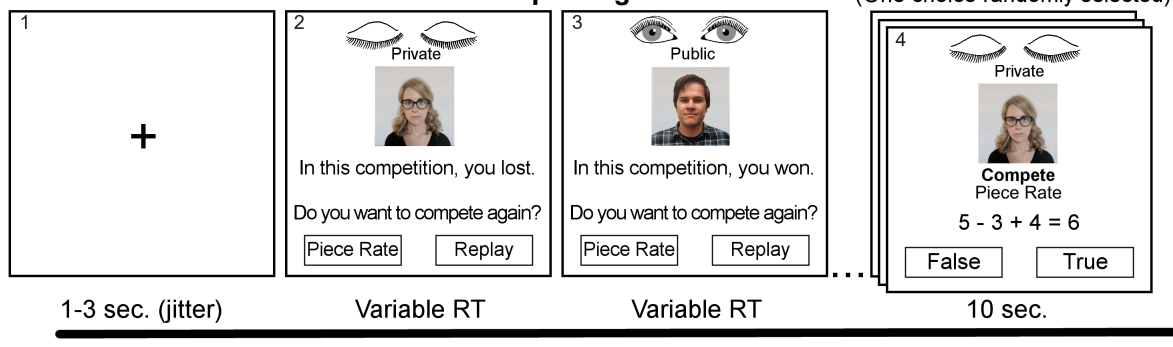 (One choice randomly selected)
1
+
1-3 sec. (jitter)
2
Private
In this competition, you lost.
Do you want to compete again?
Piece Rate Replay
Variable RT
3
Public
In this competition, you won.
Do you want to compete again?
Piece Rate Replay
Variable RT
...
4
Private
Compete
Piece Rate
5 - 3 + 4 = 6
False True
10 sec.